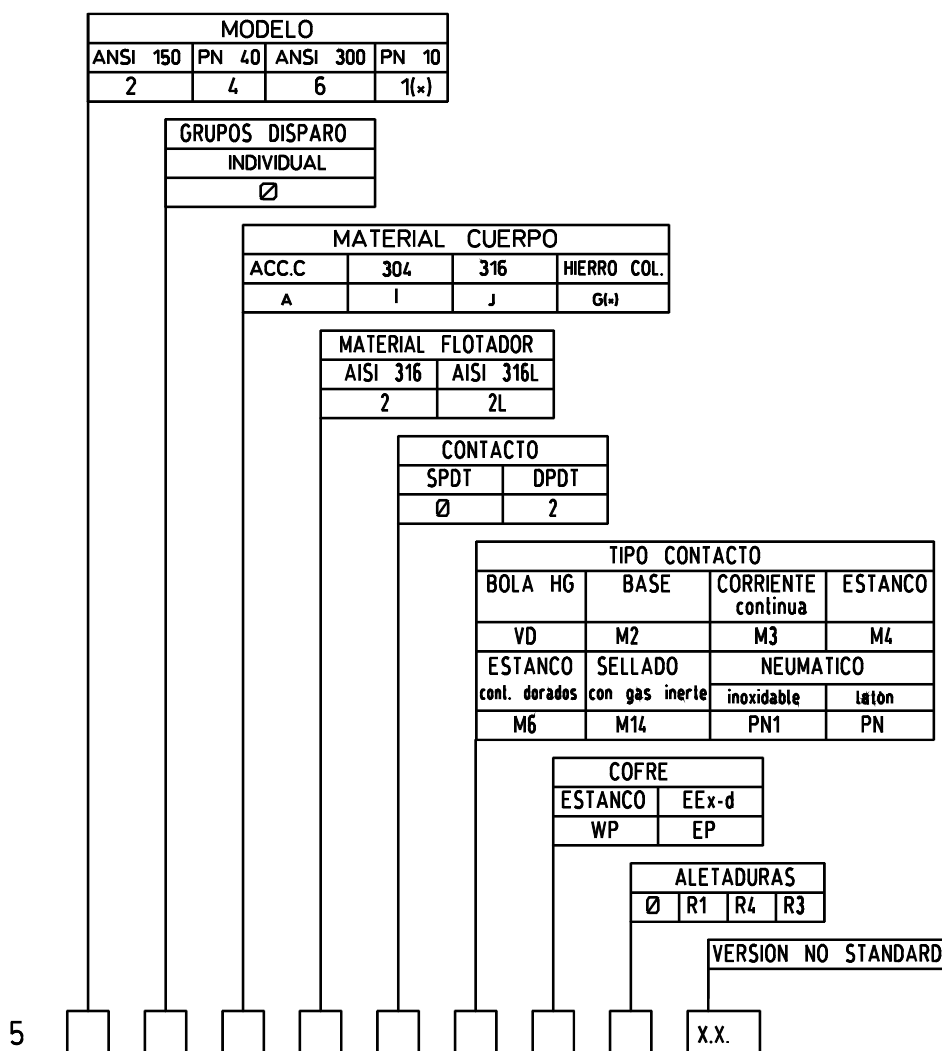 MODELO
ANSI 150 PN 40 ANSI 300 PN 10
2 4 6 1(*)
GRUPOS DISPARO
INDIVIDUAL
Ø
MATERIAL CUERPO
ACC.C 304 316 HIERRO COL.
A I J G(*)
MATERIAL FLOTADOR
AISI 316 AISI 316L
2 2L
CONTACTO
SPDT DPDT
Ø 2
TIPO CONTACTO
BOLA HG BASE CORRIENTE ESTANCO
continua
VD M2 M3 M4
ESTANCO SELLADO NEUMATICO
cont. dorados con gas inerte inoxidable latón
M6 M14 PN1 PN
COFRE
ESTANCO EEx-d
WP EP
ALETADURAS
Ø R1 R4 R3
VERSION NO STANDARD
5 X.X.